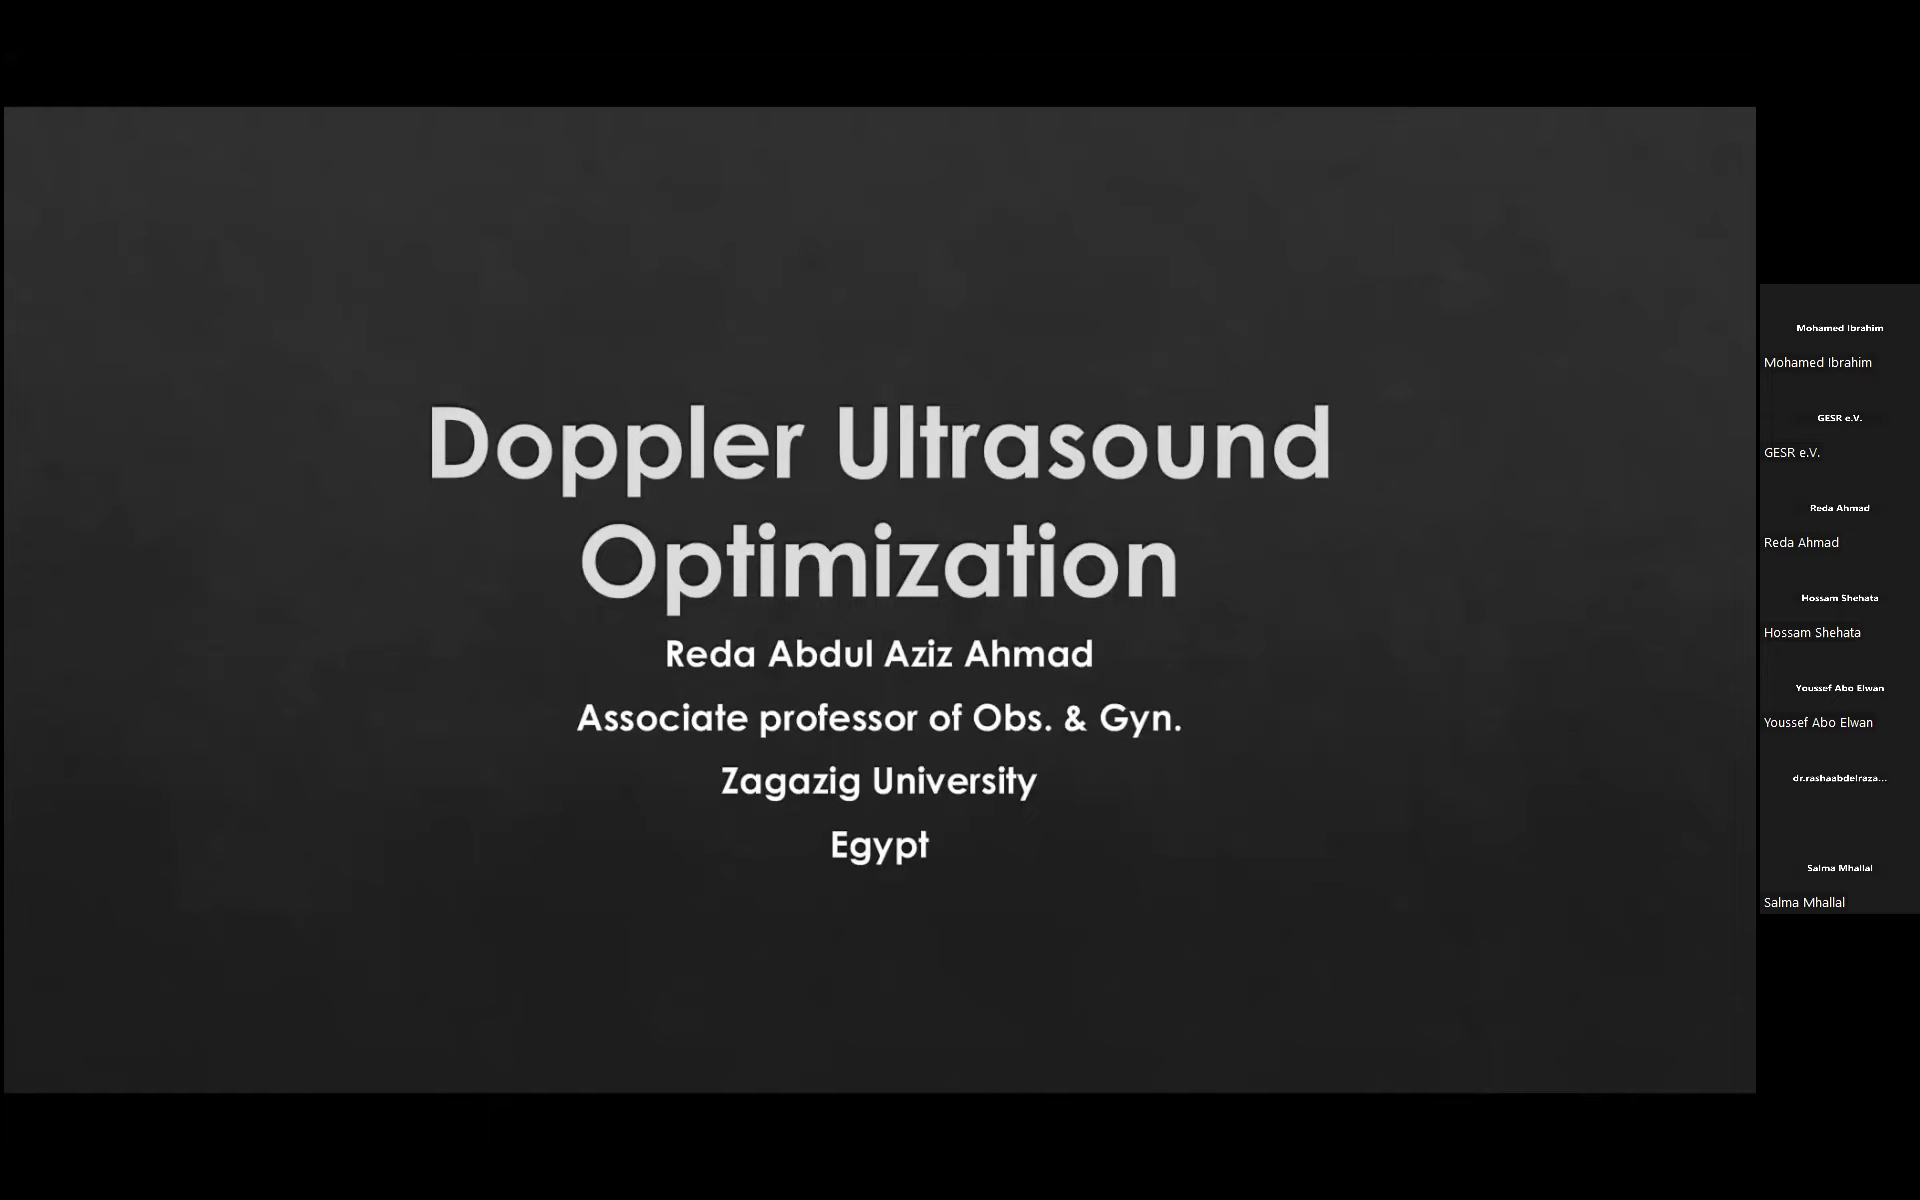 Doppler Ultrasound
Optimization
Reda Abdul Aziz Ahmad
Associate professor of Obs. & Gyn.
Zagazig University
Egypt
Mohamed Ibrahim
Mohamed Ibrahim
GESR e.V.
GESR e.V.
Reda Ahmad
Reda Ahmad
Hossam Shehata
Hossam Shehata
Youssef Abo Elwan
Youssef Abo Elwan
dr.rashaabdelraza...
Salma Mhallal
Salma Mhallal